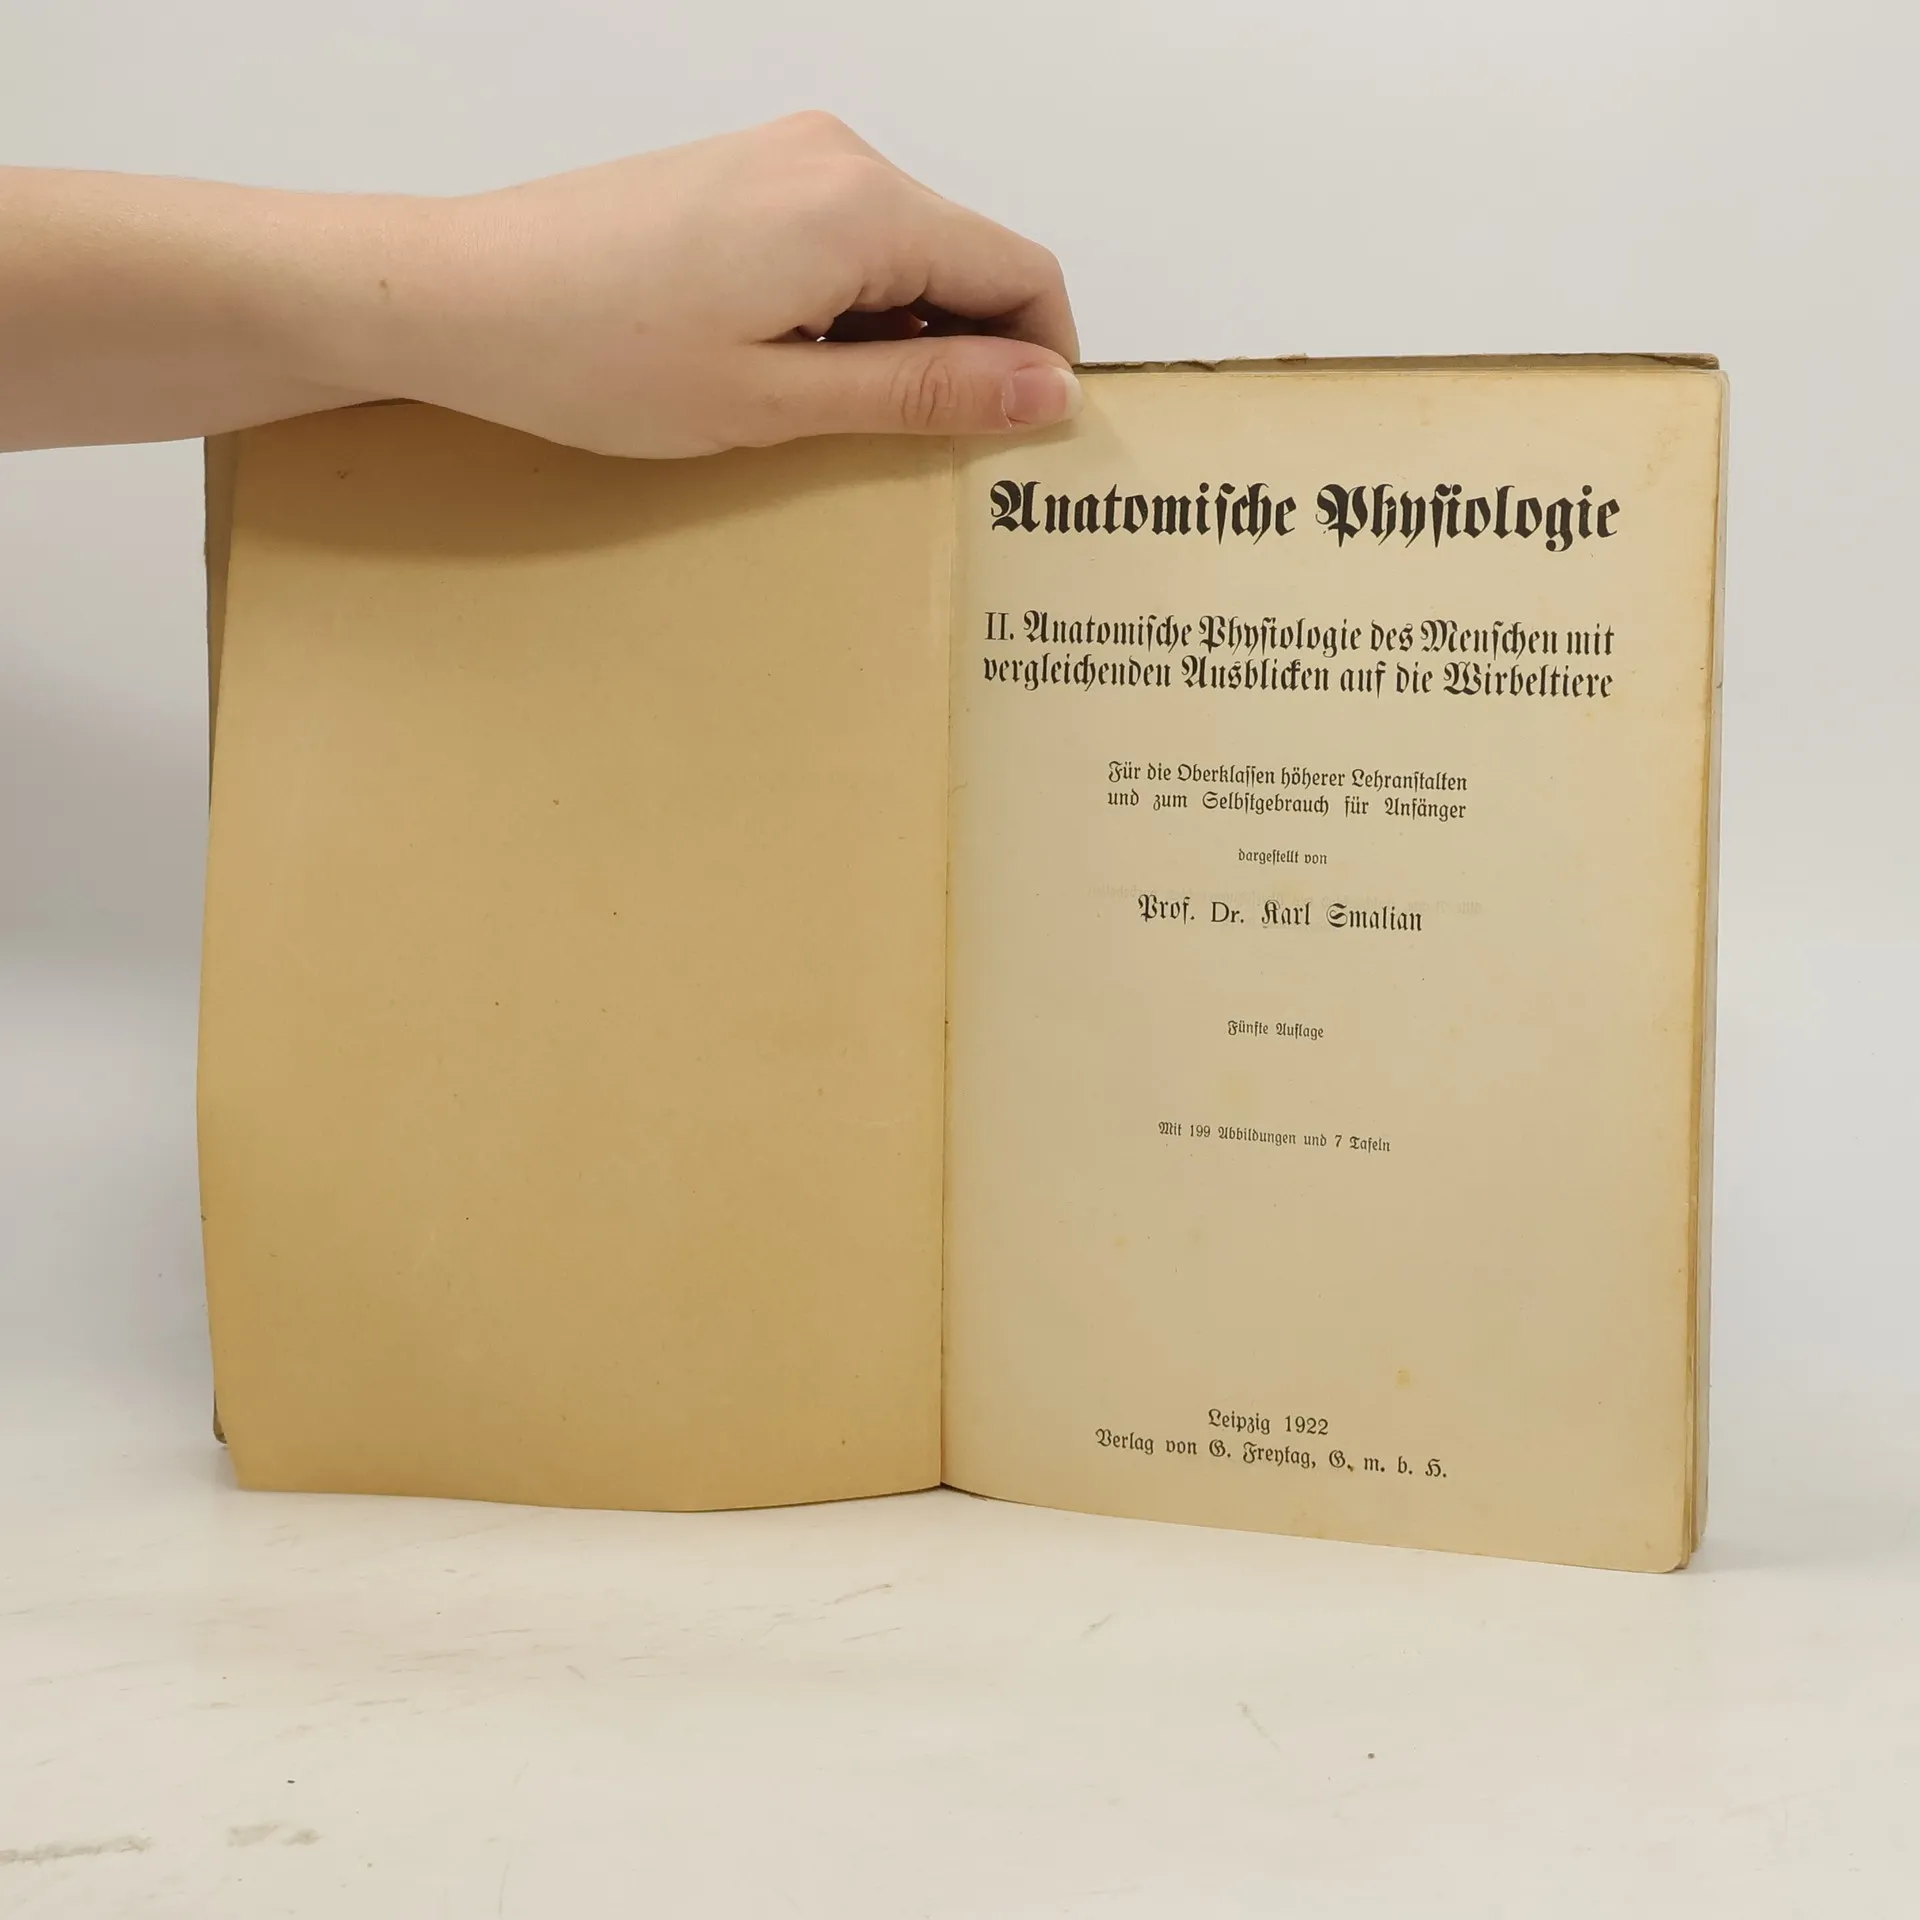 Anatomiſche Phyſiologie
II. Anatomiſche Phyſiologie des Menſchen mit
vergleichenden Ausblicken auf die Wirbeltiere
Für die Oberklaſſen höherer Lehranſtalten
und zum Selbſtgebrauch für Anfänger
dargeſtellt von
Prof. Dr. Karl Smalian
Fünfte Auflage
Mit 199 Abbildungen und 7 Tafeln
Leipzig 1922
Verlag von G. Freytag, G. m. b. H.